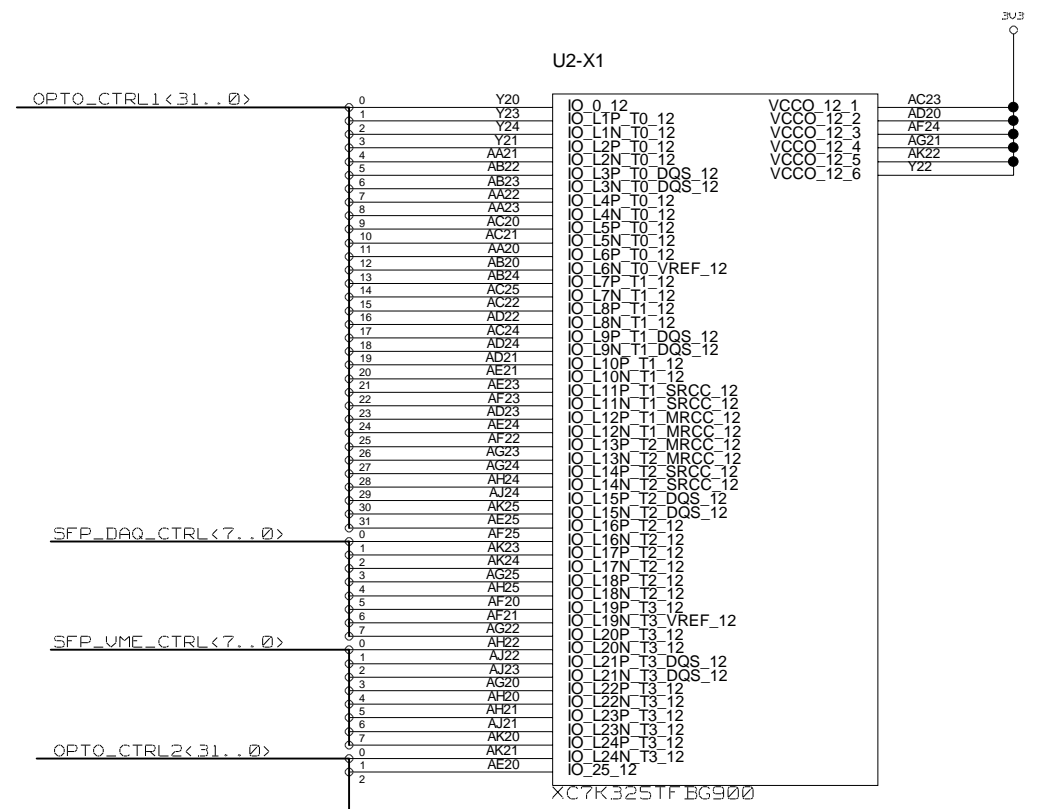 3V3
U2-X1
OPTO_CTRL1<31..0> 0 Y20 IO_0_12 VCCO_12_1 AC23
1 Y23 IO_L1P_T0_12 VCCO_12_2 AD20
2 Y24 IO_L1N_T0_12 VCCO_12_3 AF24
3 Y21 IO_L2P_T0_12 VCCO_12_4 AG21
4 AA21 IO_L2N_T0_12 VCCO_12_5 AK22
5 AB22 IO_L3P_T0_DQS_12 VCCO_12_6 Y22
6 AB23 IO_L3N_T0_DQS_12
7 AA22 IO_L4P_T0_12
8 AA23 IO_L4N_T0_12
9 AC20 IO_L5P_T0_12
10 AC21 IO_L5N_T0_12
11 AA20 IO_L6P_T0_12
12 AB20 IO_L6N_T0_VREF_12
13 AB24 IO_L7P_T1_12
14 AC25 IO_L7N_T1_12
15 AC22 IO_L8P_T1_12
16 AD22 IO_L8N_T1_12
17 AC24 IO_L9P_T1_DQS_12
18 AD24 IO_L9N_T1_DQS_12
19 AD21 IO_L10P_T1_12
20 AE21 IO_L10N_T1_12
21 AE23 IO_L11P_T1_SRCC_12
22 AF23 IO_L11N_T1_SRCC_12
23 AD23 IO_L12P_T1_MRCC_12
24 AE24 IO_L12N_T1_MRCC_12
25 AF22 IO_L13P_T2_MRCC_12
26 AG23 IO_L13N_T2_MRCC_12
27 AG24 IO_L14P_T2_SRCC_12
28 AH24 IO_L14N_T2_SRCC_12
29 AJ24 IO_L15P_T2_DQS_12
30 AK25 IO_L15N_T2_DQS_12
31 AE25 IO_L16P_T2_12
SFP_DAQ_CTRL<7..0> 0 AF25 IO_L16N_T2_12
1 AK23 IO_L17P_T2_12
2 AK24 IO_L17N_T2_12
3 AG25 IO_L18P_T2_12
4 AH25 IO_L18N_T2_12
5 AF20 IO_L19P_T3_12
6 AF21 IO_L19N_T3_VREF_12
7 AG22 IO_L20P_T3_12
SFP_VME_CTRL<7..0> 0 AH22 IO_L20N_T3_12
1 AJ22 IO_L21P_T3_DQS_12
2 AJ23 IO_L21N_T3_DQS_12
3 AG20 IO_L22P_T3_12
4 AH20 IO_L22N_T3_12
5 AH21 IO_L23P_T3_12
6 AJ21 IO_L23N_T3_12
7 AK20 IO_L24P_T3_12
OPTO_CTRL2<31..0> 0 AK21 IO_L24N_T3_12
1 AE20 IO_25_12
2
XC7K325TFBG900